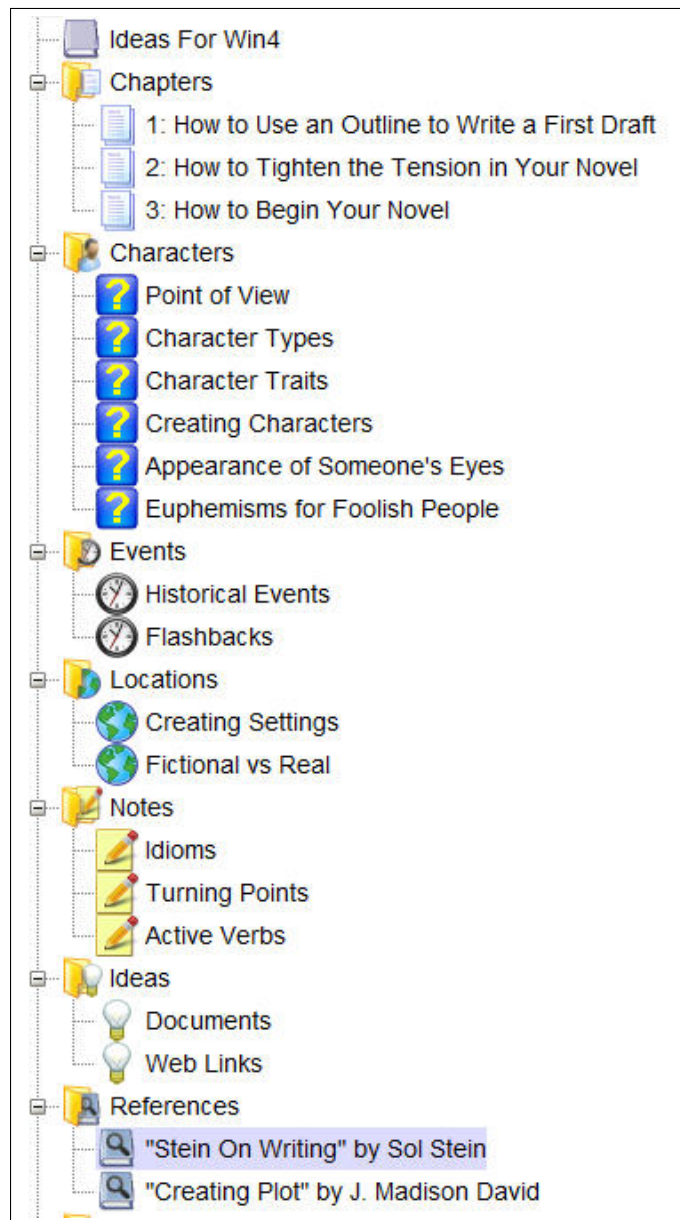 Ideas For Win4
Chapters
1: How to Use an Outline to Write a First Draft
2: How to Tighten the Tension in Your Novel
3: How to Begin Your Novel
Characters
Point of View
Character Types
Character Traits
Creating Characters
Appearance of Someone's Eyes
Euphemisms for Foolish People
Events
Historical Events
Flashbacks
Locations
Creating Settings
Fictional vs Real
Notes
Idioms
Turning Points
Active Verbs
Ideas
Documents
Web Links
References
"Stein On Writing" by Sol Stein
"Creating Plot" by J. Madison David